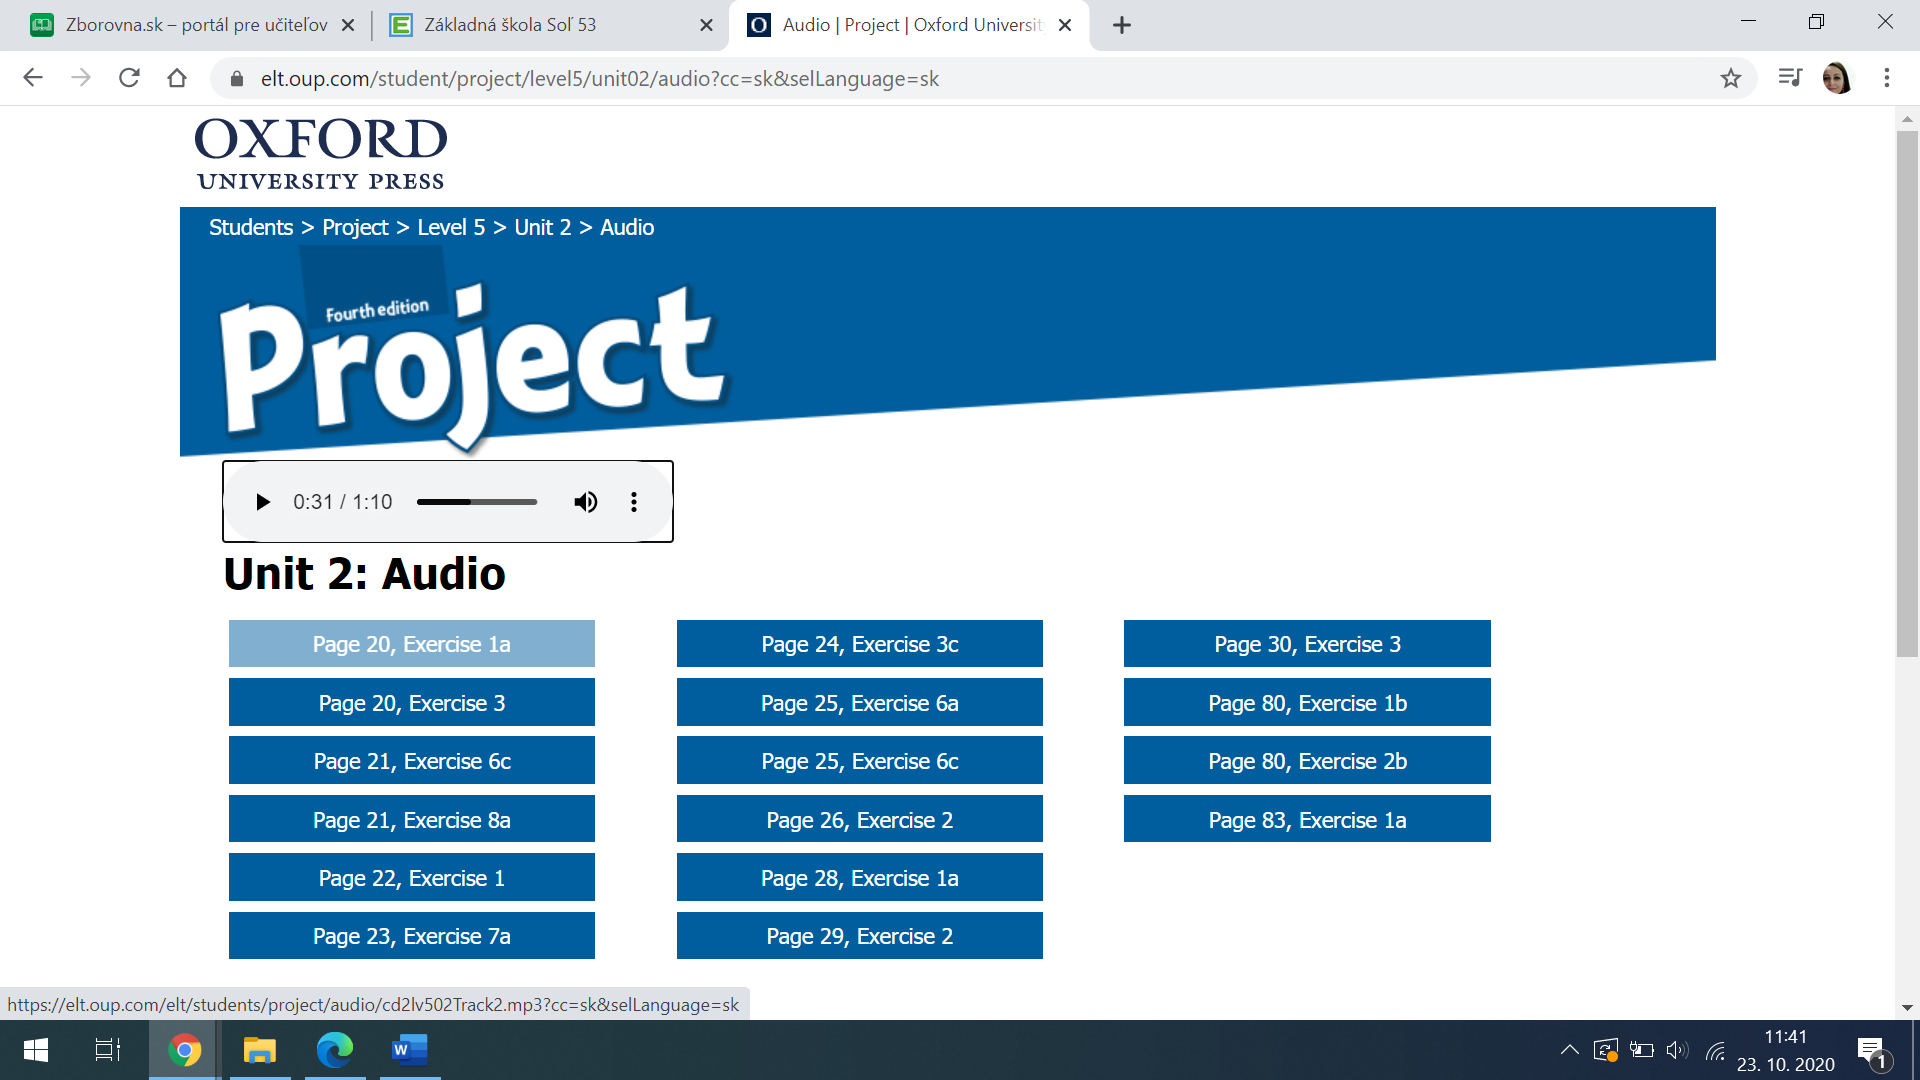 Zborovna.sk – portál pre učiteľov
Základná škola Soľ 53
Audio | Project | Oxford Universit
elt.oup.com/student/project/level5/unit02/audio?cc=sk&selLanguage=sk
OXFORD
UNIVERSITY PRESS
Students > Project > Level 5 > Unit 2 > Audio
Fourth edition
Project
0:31 / 1:10
Unit 2: Audio
Page 20, Exercise 1a
Page 20, Exercise 3
Page 21, Exercise 6c
Page 21, Exercise 8a
Page 22, Exercise 1
Page 23, Exercise 7a
Page 24, Exercise 3c
Page 25, Exercise 6a
Page 25, Exercise 6c
Page 26, Exercise 2
Page 28, Exercise 1a
Page 29, Exercise 2
Page 30, Exercise 3
Page 80, Exercise 1b
Page 80, Exercise 2b
Page 83, Exercise 1a
https://elt.oup.com/elt/students/project/audio/cd2lv502Track2.mp3?cc=sk&selLanguage=sk
11:41
23. 10. 2020
1